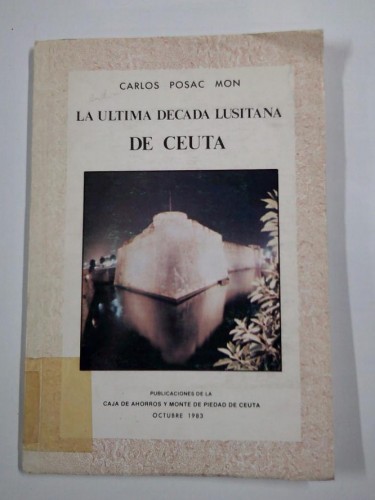 CARLOS POSAC MON
LA ULTIMA DECADA LUSITANA
DE CEUTA
PUBLICACIONES DE LA
CAJA DE AHORROS Y MONTE DE PIEDAD DE CEUTA
OCTUBRE 1983